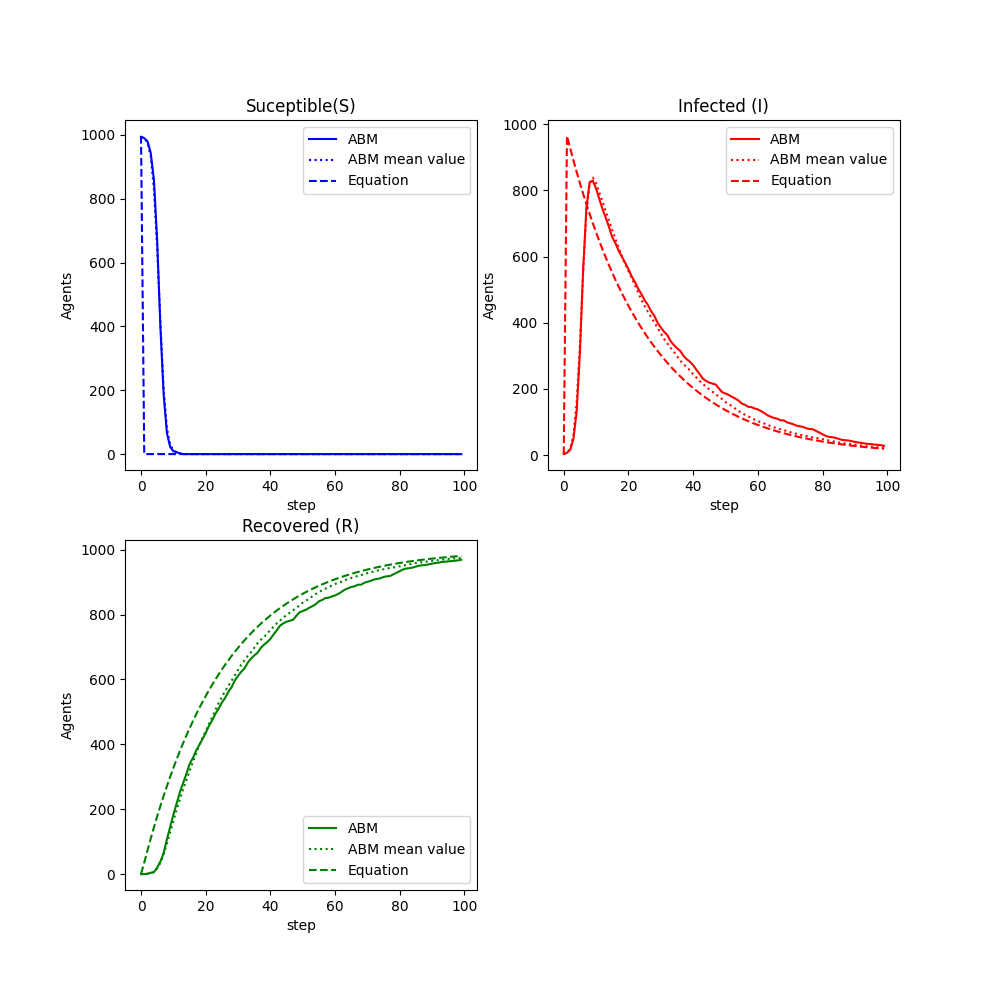 Suceptible(S)
1000
800
600
400
200
0
Agents
ABM
ABM mean value
Equation
0 20 40 60 80 100
step
Infected (I)
1000
800
600
400
200
0
Agents
ABM
ABM mean value
Equation
0 20 40 60 80 100
step
Recovered (R)
1000
800
600
400
200
0
Agents
ABM
ABM mean value
Equation
0 20 40 60 80 100
step